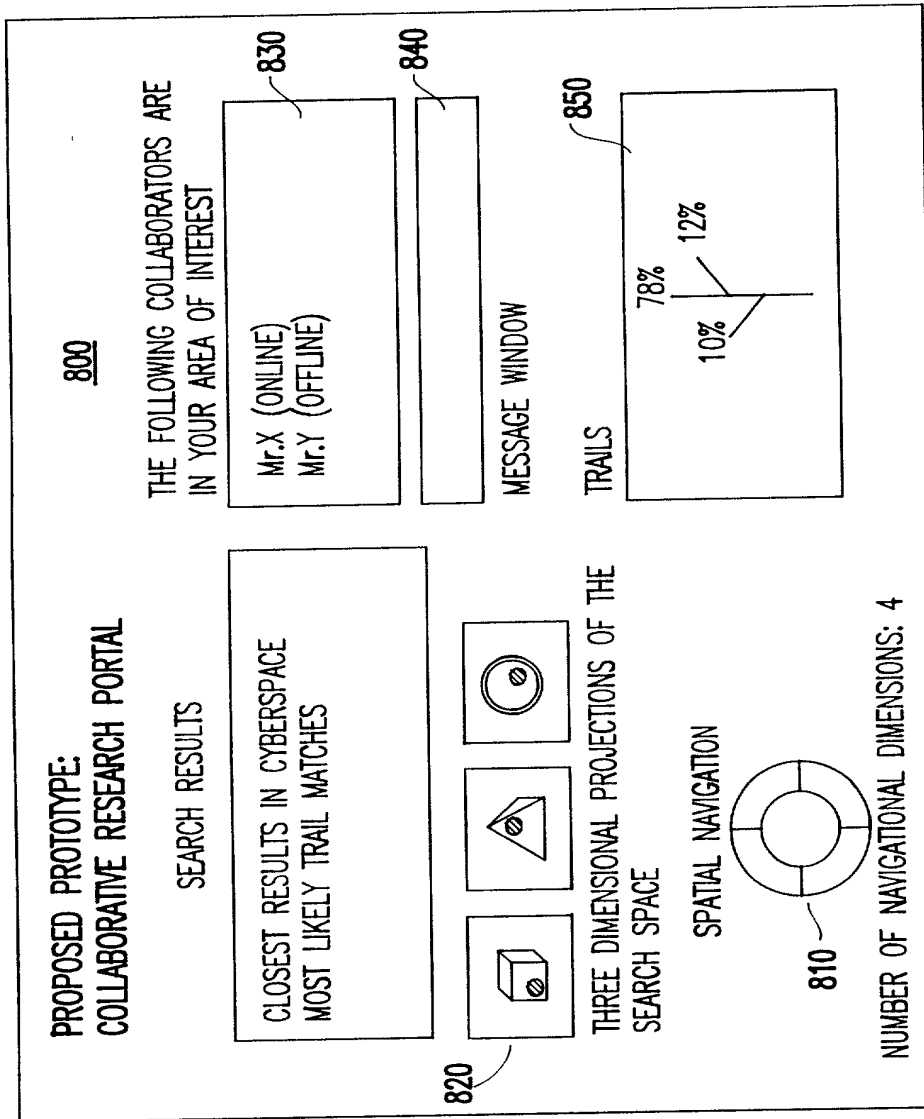 PROPOSED PROTOTYPE:
COLLABORATIVE RESEARCH PORTAL
800
SEARCH RESULTS
CLOSEST RESULTS IN CYBERSPACE
MOST LIKELY TRAIL MATCHES
820
THREE DIMENSIONAL PROJECTIONS OF THE
SEARCH SPACE
SPATIAL NAVIGATION
810
NUMBER OF NAVIGATIONAL DIMENSIONS: 4
THE FOLLOWING COLLABORATORS ARE
IN YOUR AREA OF INTEREST
830
Mr.X (ONLINE)
Mr.Y (OFFLINE)
840
MESSAGE WINDOW
TRAILS
850
78%
10%
12%